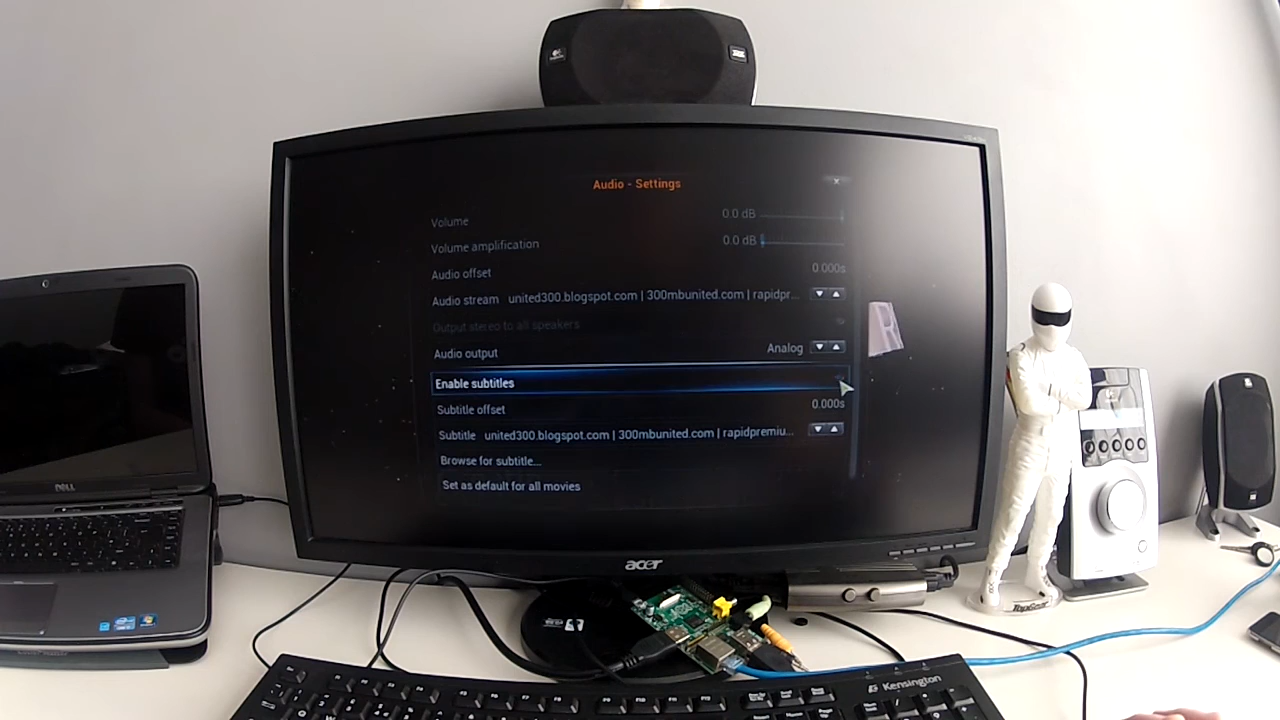 Audio - Settings
Volume 0.0 dB
Volume amplification 0.0 dB
Audio offset 0.000s
Audio stream united300.blogspot.com | 300mbunited.com | rapidpr...
Output stereo to all speakers
Audio output Analog
Enable subtitles
Subtitle offset 0.000s
Subtitle united300.blogspot.com | 300mbunited.com | rapidpremiu...
Browse for subtitle...
Set as default for all movies
acer
DELL
TopGear
Kensington